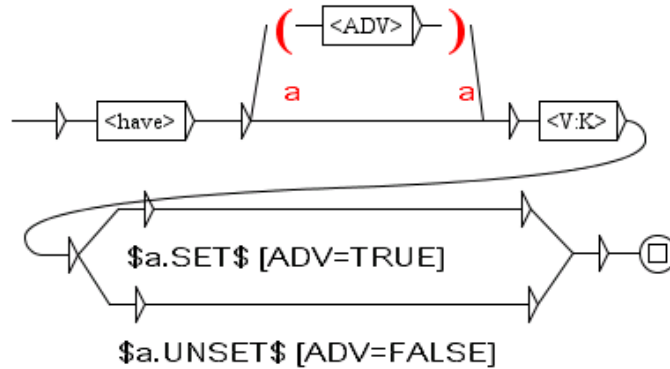 ( <ADV> )
a a
<have> <V:K>
$a.SET$ [ADV=TRUE]
$a.UNSET$ [ADV=FALSE]